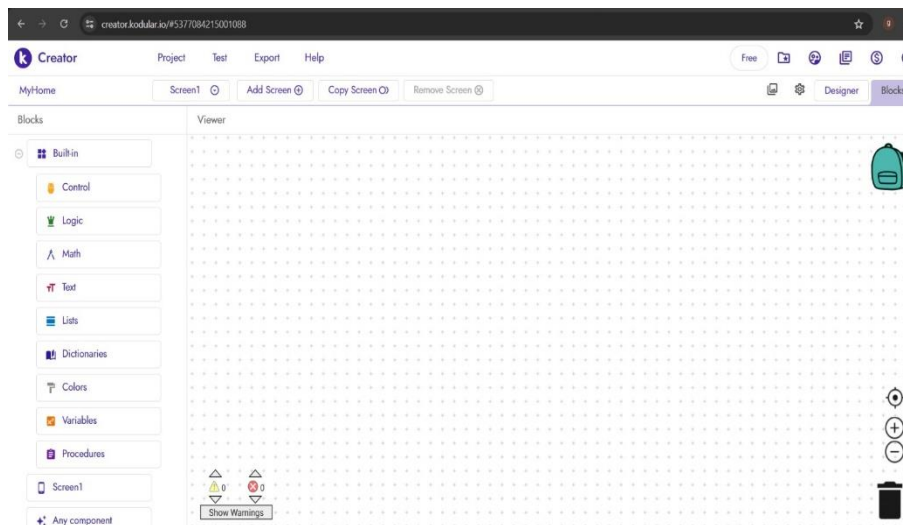 creator.kodular.io/#5377084215001088
g
k Creator Project Test Export Help Free
MyHome Screen1 Add Screen Copy Screen Remove Screen Designer Blocks
Blocks Viewer
Built-in
Control
Logic
Math
Text
Lists
Dictionaries
Colors
Variables
Procedures
Screen1
Any component
0 0
Show Warnings